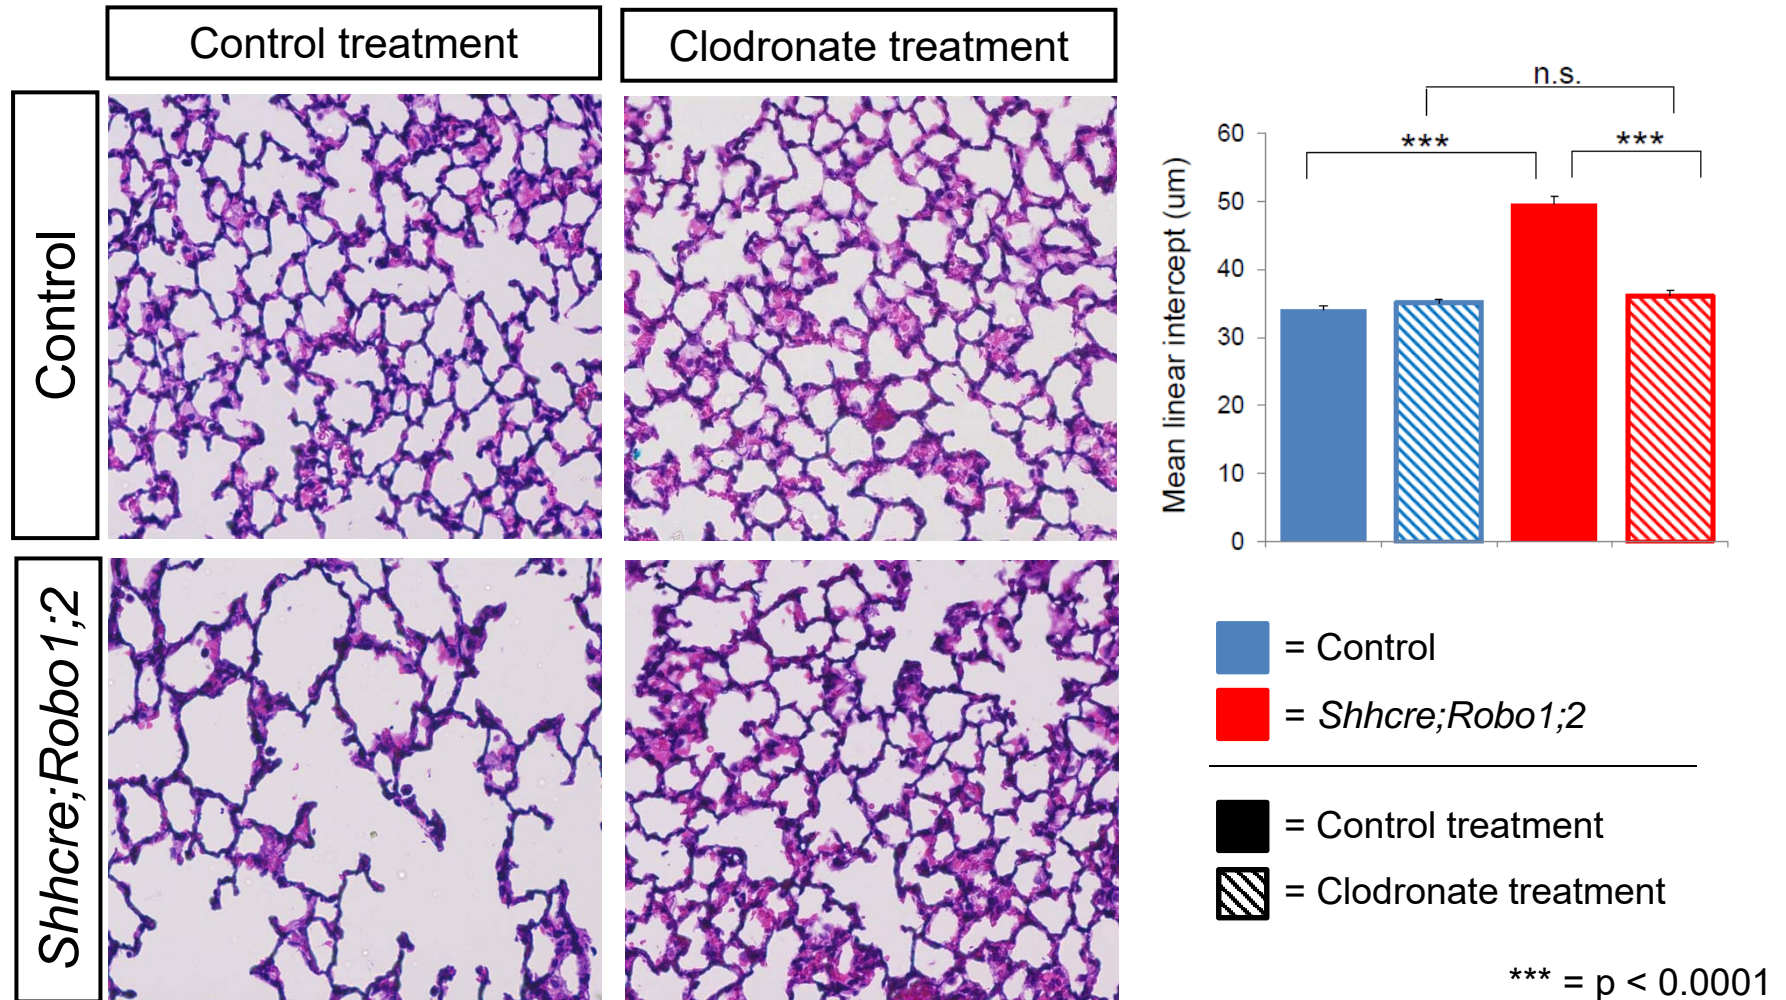 Control treatment
Clodronate treatment
Control
Shhcre;Robo1;2
n.s.
***
***
Mean linear intercept (um)
60
50
40
30
20
10
0
= Control
= Shhcre;Robo1;2
= Control treatment
= Clodronate treatment
*** = p < 0.0001